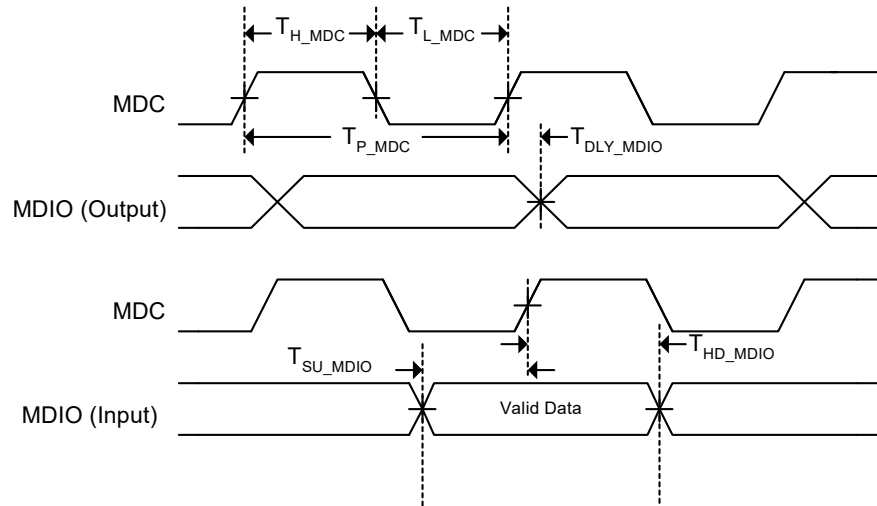 T_H_MDC T_L_MDC
MDC
T_P_MDC T_DLY_MDIO
MDIO (Output)
MDC
T_SU_MDIO T_HD_MDIO
MDIO (Input) Valid Data